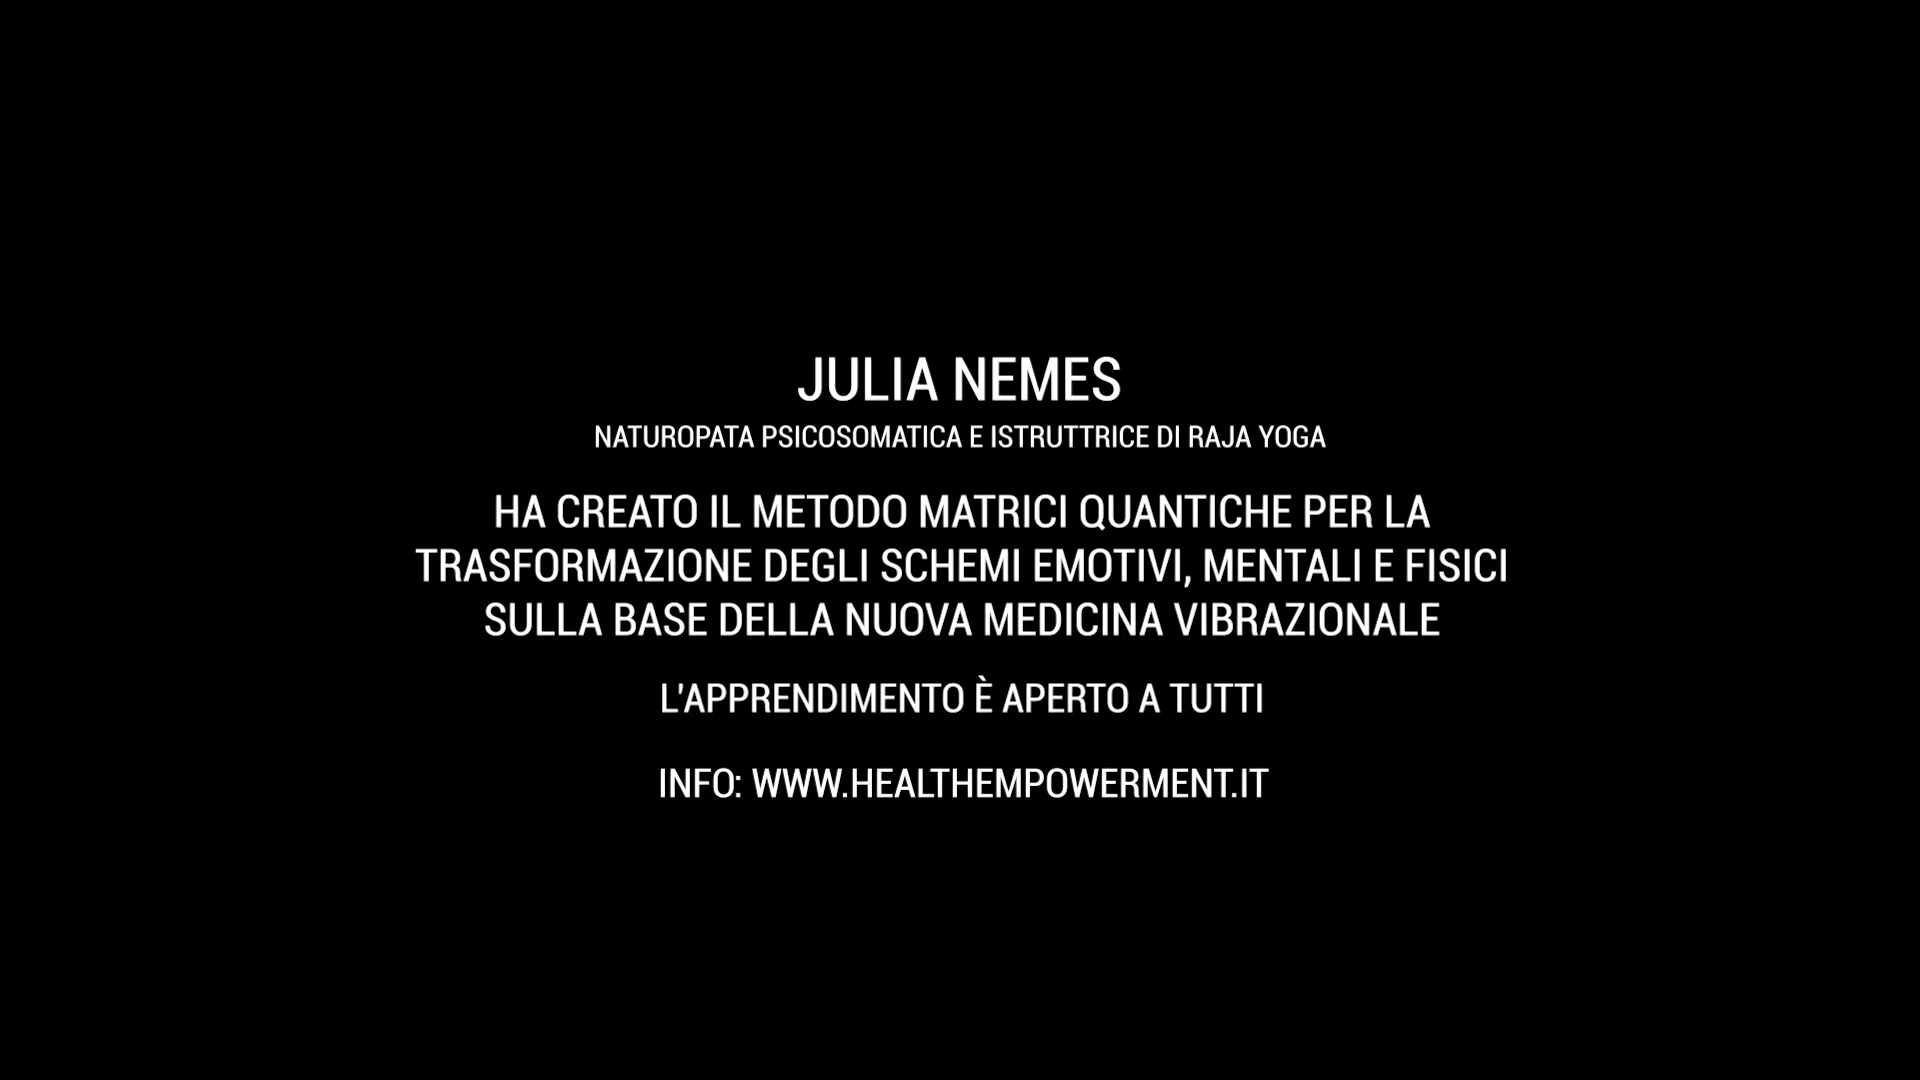 JULIA NEMES
NATUROPATA PSICOSOMATICA E ISTRUTTRICE DI RAJA YOGA
HA CREATO IL METODO MATRICI QUANTICHE PER LA
TRASFORMAZIONE DEGLI SCHEMI EMOTIVI, MENTALI E FISICI
SULLA BASE DELLA NUOVA MEDICINA VIBRAZIONALE
L'APPRENDIMENTO È APERTO A TUTTI
INFO: WWW.HEALTHEMPOWERMENT.IT